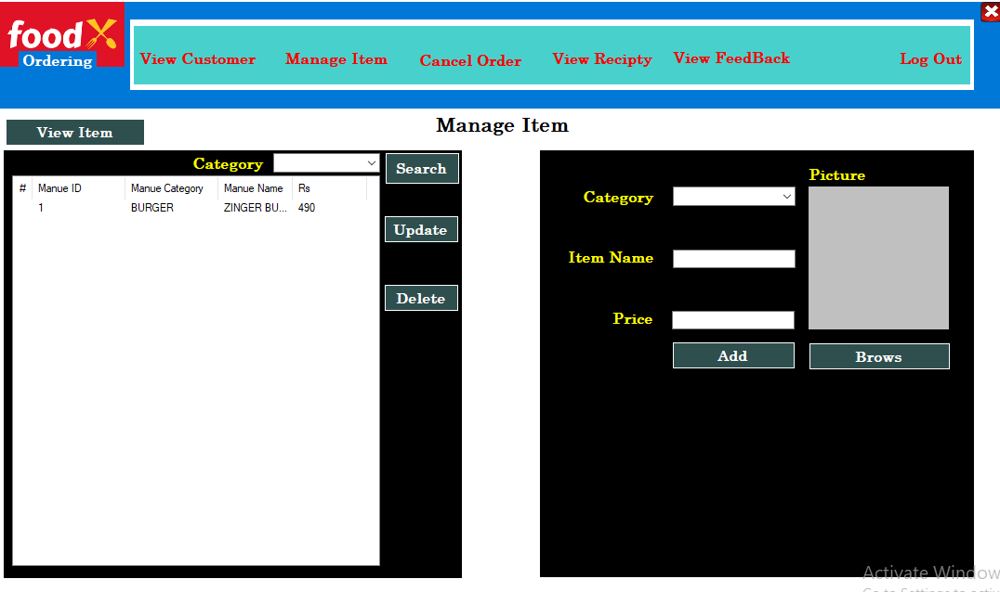 food
Ordering
View Customer Manage Item Cancel Order View Recipty View FeedBack Log Out
Manage Item
View Item
Category
Search
# Manue ID Manue Category Manue Name Rs
1 BURGER ZINGER BU... 490
Update
Delete
Picture
Category
Item Name
Price
Add
Brows
Activate Window
Go to Settings to activ